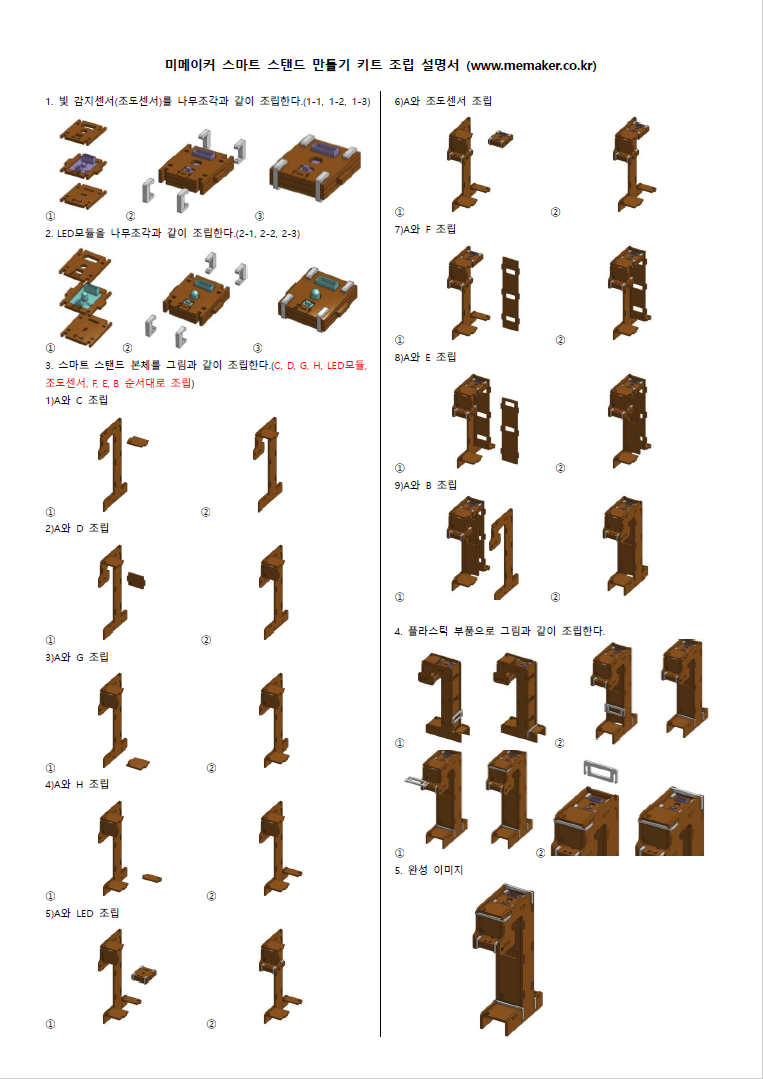 미메이커 스마트 스탠드 만들기 키트 조립 설명서 (www.memaker.co.kr)
1. 빛 감지센서(조도센서)를 나무조각과 같이 조립한다.(1-1, 1-2, 1-3)
① ② ③
2. LED모듈을 나무조각과 같이 조립한다.(2-1, 2-2, 2-3)
① ② ③
3. 스마트 스탠드 본체를 그림과 같이 조립한다.(C, D, G, H, LED모듈,
조도센서, F, E, B 순서대로 조립)
1)A와 C 조립
① ②
2)A와 D 조립
① ②
3)A와 G 조립
① ②
4)A와 H 조립
① ②
5)A와 LED 조립
① ②
6)A와 조도센서 조립
① ②
7)A와 F 조립
① ②
8)A와 E 조립
① ②
9)A와 B 조립
① ②
4. 플라스틱 부품으로 그림과 같이 조립한다.
① ②
① ②
5. 완성 이미지